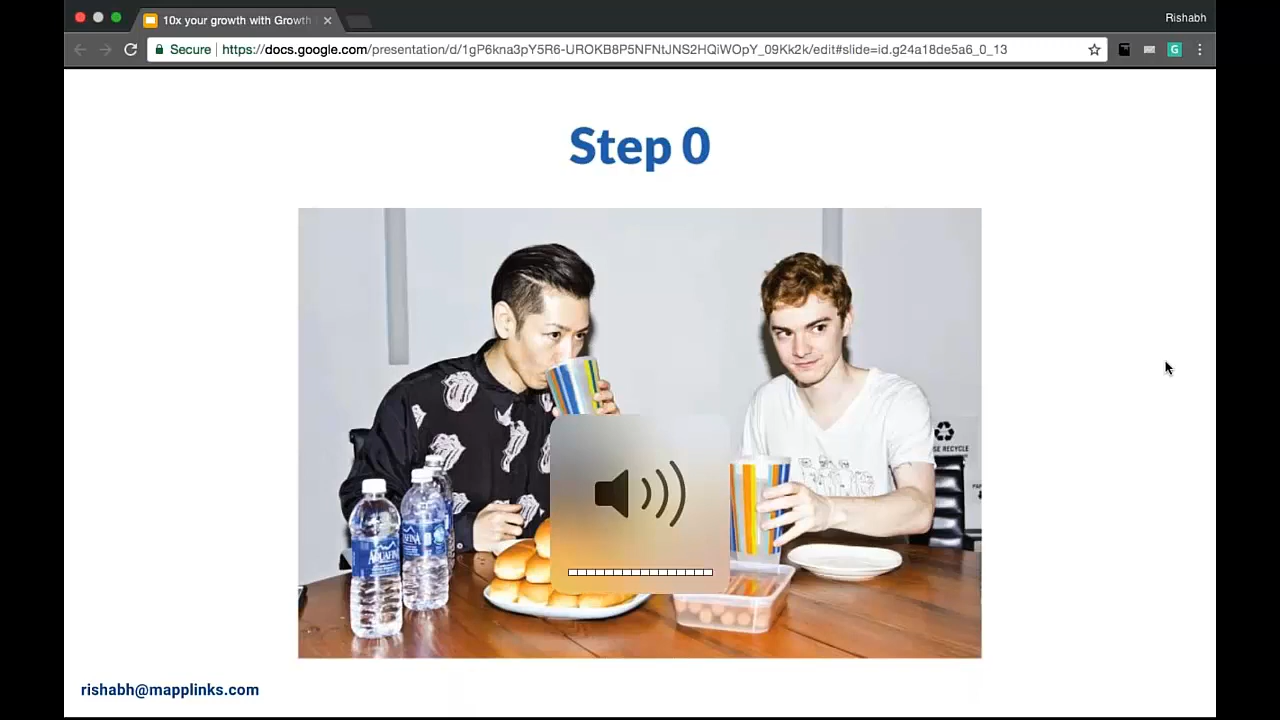 10x your growth with Growth
Rishabh
Secure
https://docs.google.com/presentation/d/1gP6kna3pY5R6-UROKB8P5NFNtJNS2HQiWOpY_09Kk2k/edit#slide=id.g24a18de5a6_0_13
G
Step 0
SE RECYCLE
AQUAFINA
rishabh@mapplinks.com